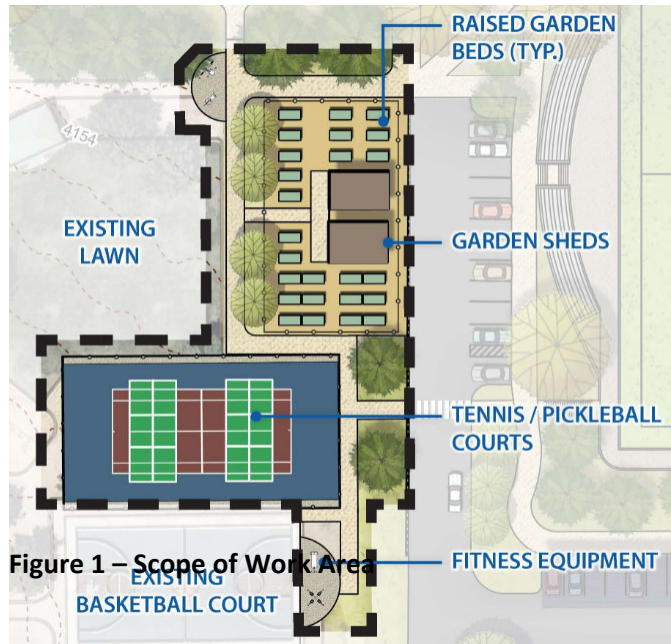 RAISED GARDEN
BEDS (TYP.)
4154
EXISTING
LAWN
GARDEN SHEDS
TENNIS / PICKLEBALL
COURTS
FITNESS EQUIPMENT
Figure 1 – Scope of Work Area
EXISTING
BASKETBALL COURT